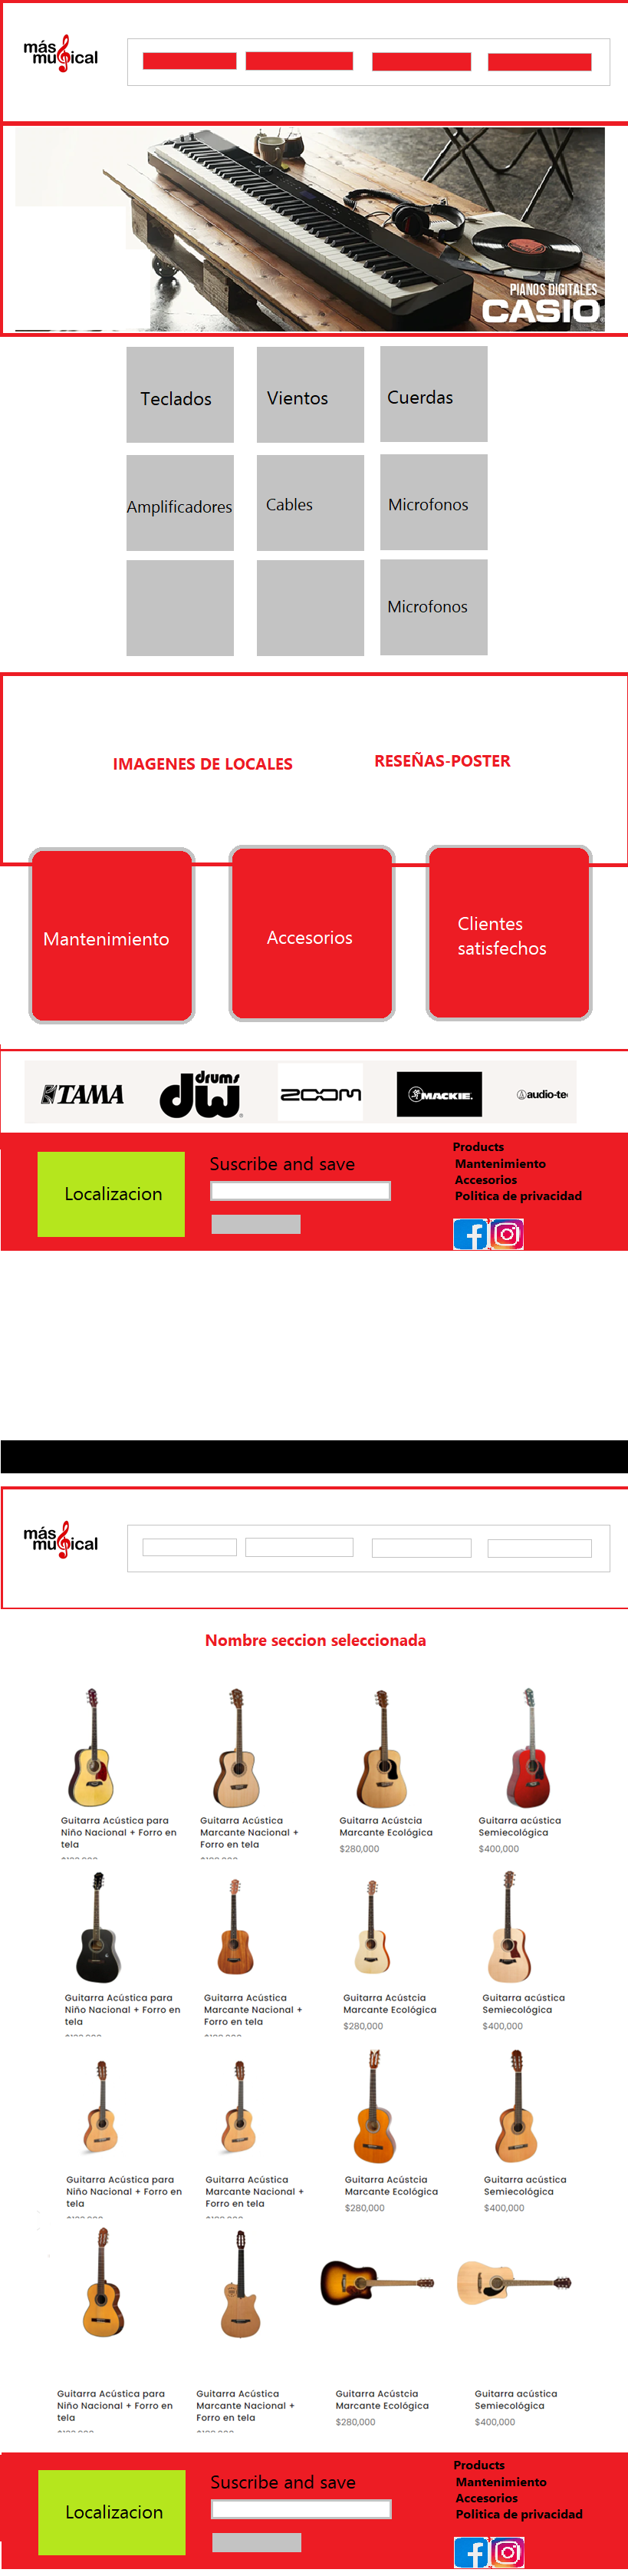 más
musical
PIANOS DIGITALES
CASIO
Teclados
Vientos
Cuerdas
Amplificadores
Cables
Microfonos
Microfonos
IMAGENES DE LOCALES
RESEÑAS-POSTER
Mantenimiento
Accesorios
Clientes
satisfechos
TAMA
drums
dw
ZOOM
MACKIE.
audio-te
Localizacion
Suscribe and save
Products
Mantenimiento
Accesorios
Politica de privacidad
más
musical
Nombre seccion seleccionada
Guitarra Acústica para
Niño Nacional + Forro en
tela
Guitarra Acústica
Marcante Nacional +
Forro en tela
Guitarra Acústcia
Marcante Ecológica
$280,000
Guitarra acústica
Semiecológica
$400,000
Guitarra Acústica para
Niño Nacional + Forro en
tela
Guitarra Acústica
Marcante Nacional +
Forro en tela
Guitarra Acústcia
Marcante Ecológica
$280,000
Guitarra acústica
Semiecológica
$400,000
Guitarra Acústica para
Niño Nacional + Forro en
tela
Guitarra Acústica
Marcante Nacional +
Forro en tela
Guitarra Acústcia
Marcante Ecológica
$280,000
Guitarra acústica
Semiecológica
$400,000
Guitarra Acústica para
Niño Nacional + Forro en
tela
Guitarra Acústica
Marcante Nacional +
Forro en tela
Guitarra Acústcia
Marcante Ecológica
$280,000
Guitarra acústica
Semiecológica
$400,000
Localizacion
Suscribe and save
Products
Mantenimiento
Accesorios
Politica de privacidad